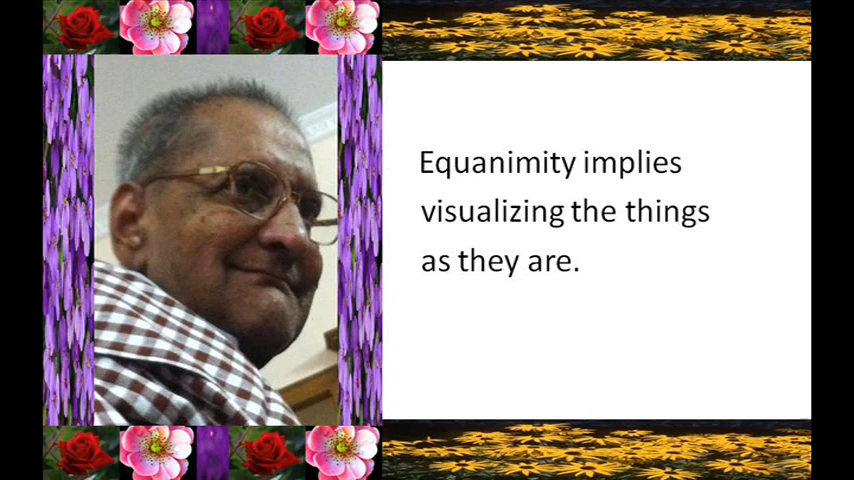 Equanimity implies
visualizing the things
as they are.